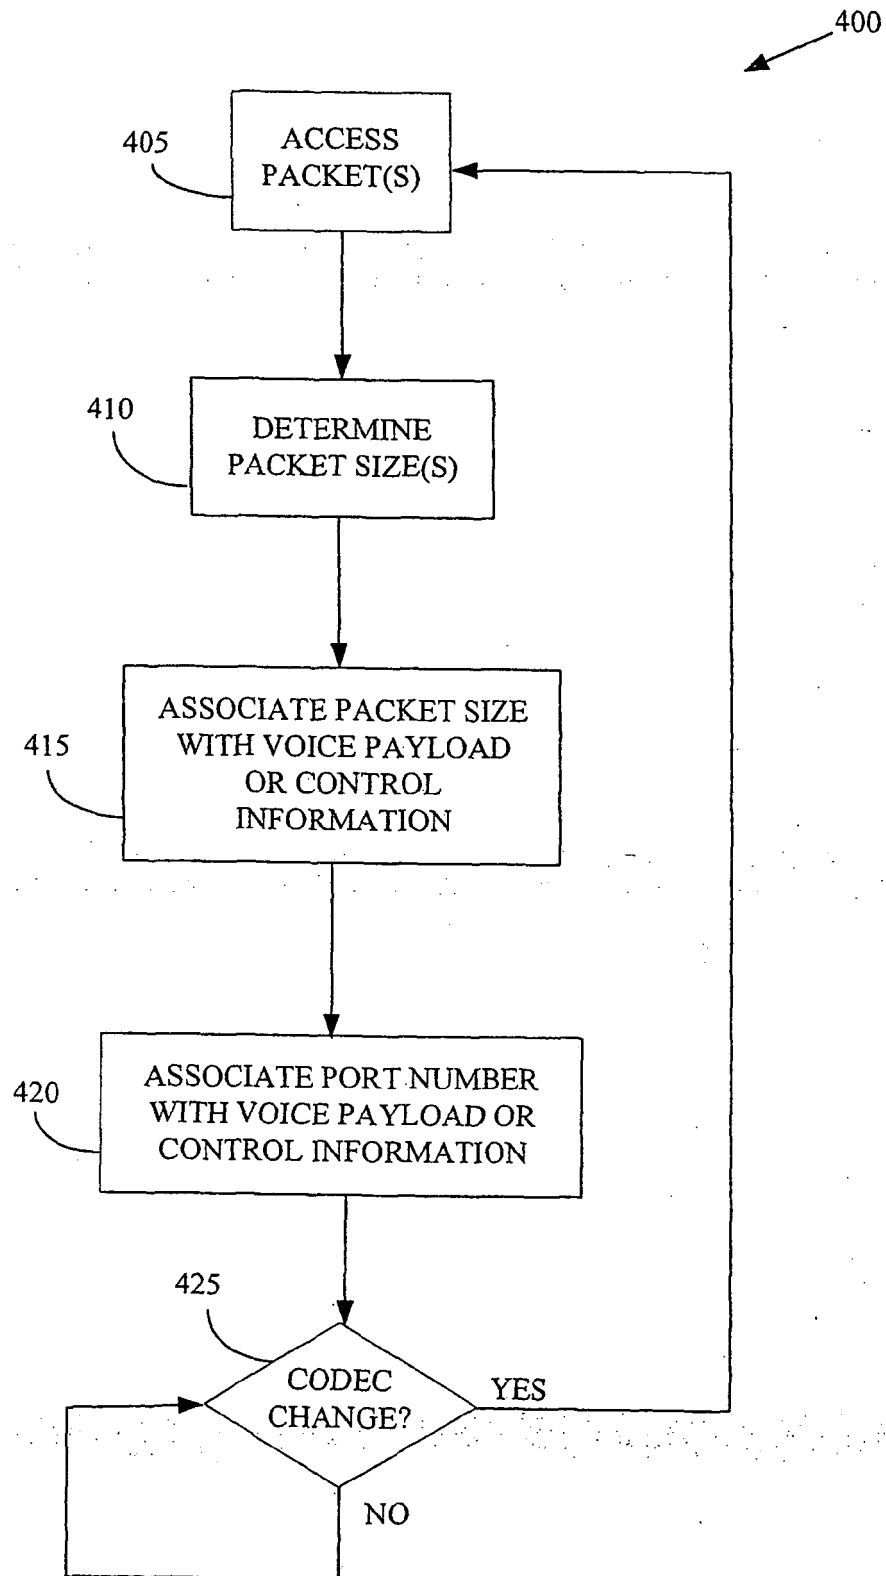 400
405
ACCESS
PACKET(S)
410
DETERMINE
PACKET SIZE(S)
415
ASSOCIATE PACKET SIZE
WITH VOICE PAYLOAD
OR CONTROL
INFORMATION
420
ASSOCIATE PORT NUMBER
WITH VOICE PAYLOAD OR
CONTROL INFORMATION
425
CODEC
CHANGE?
YES
NO